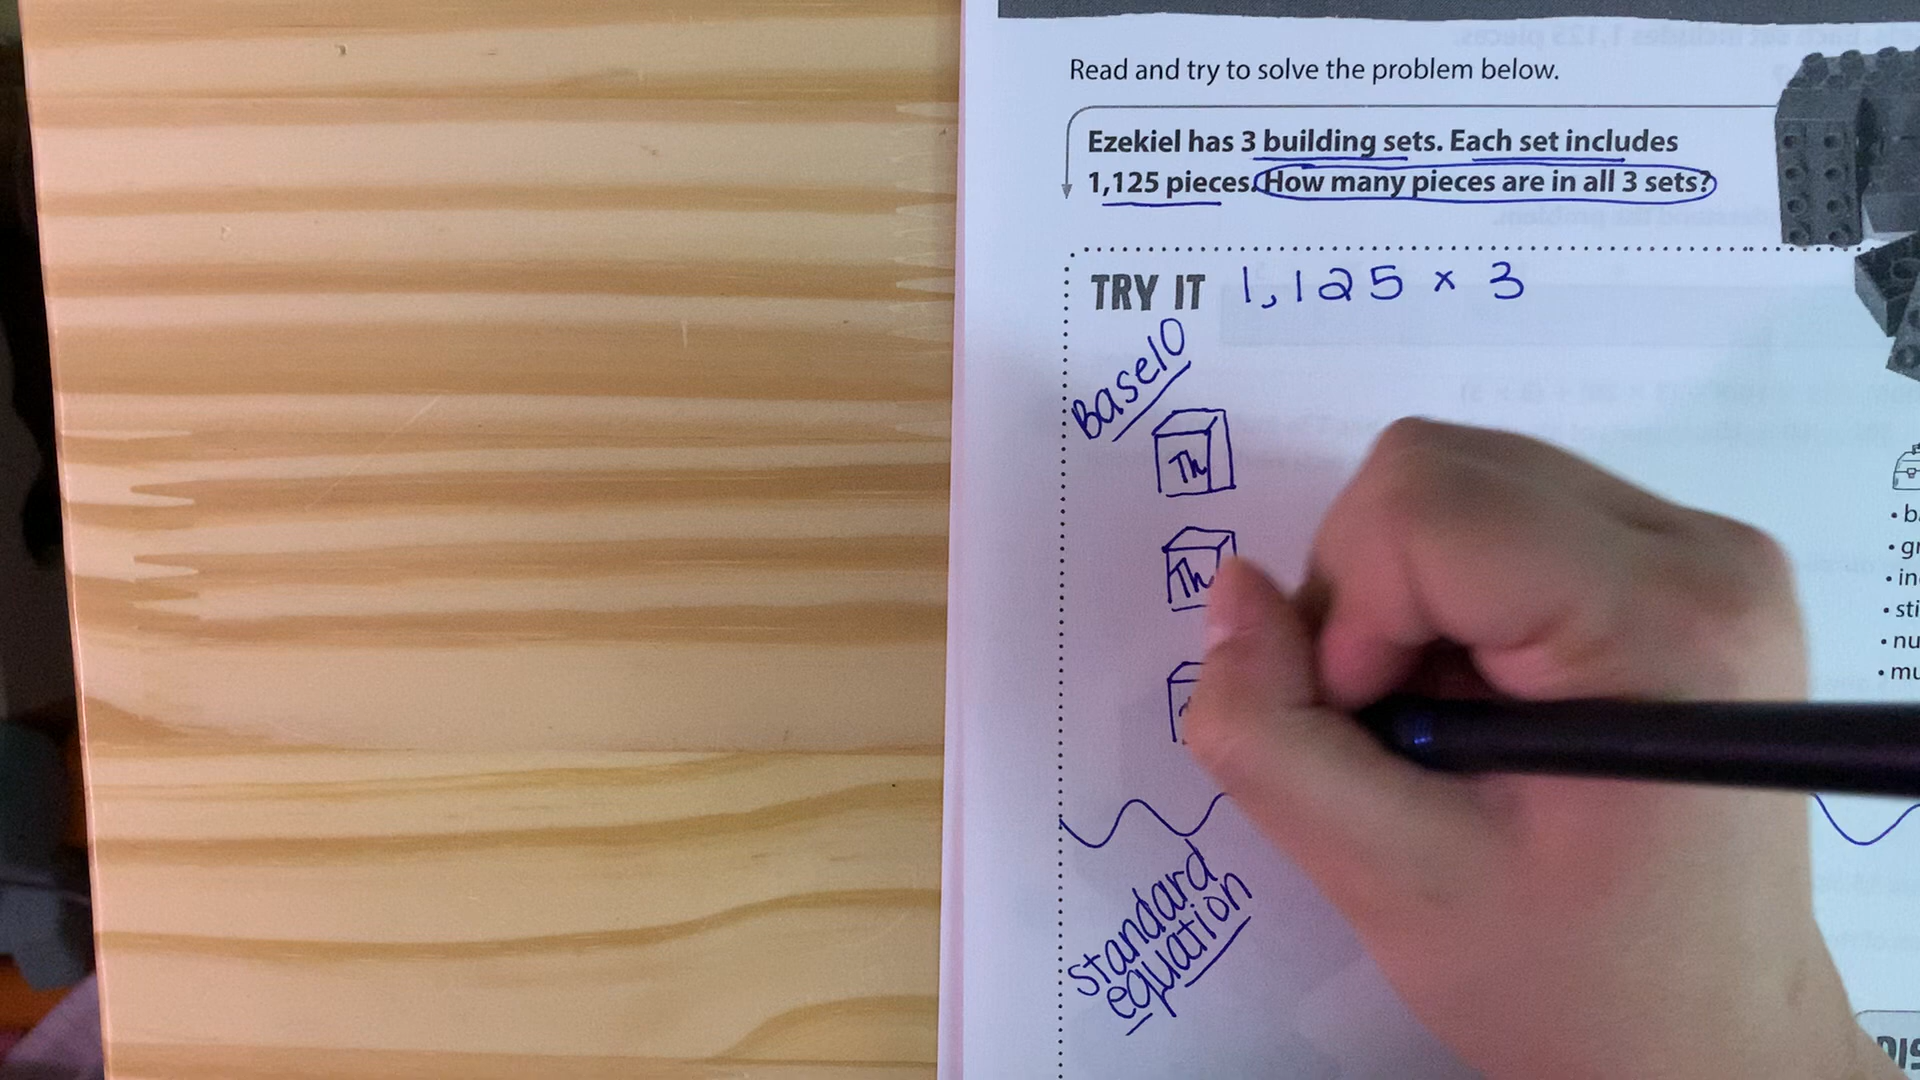 Read and try to solve the problem below.
Ezekiel has 3 building sets. Each set includes
1,125 pieces. How many pieces are in all 3 sets?
TRY IT 1,125 × 3
Base10
Th
Th
Standard
equation